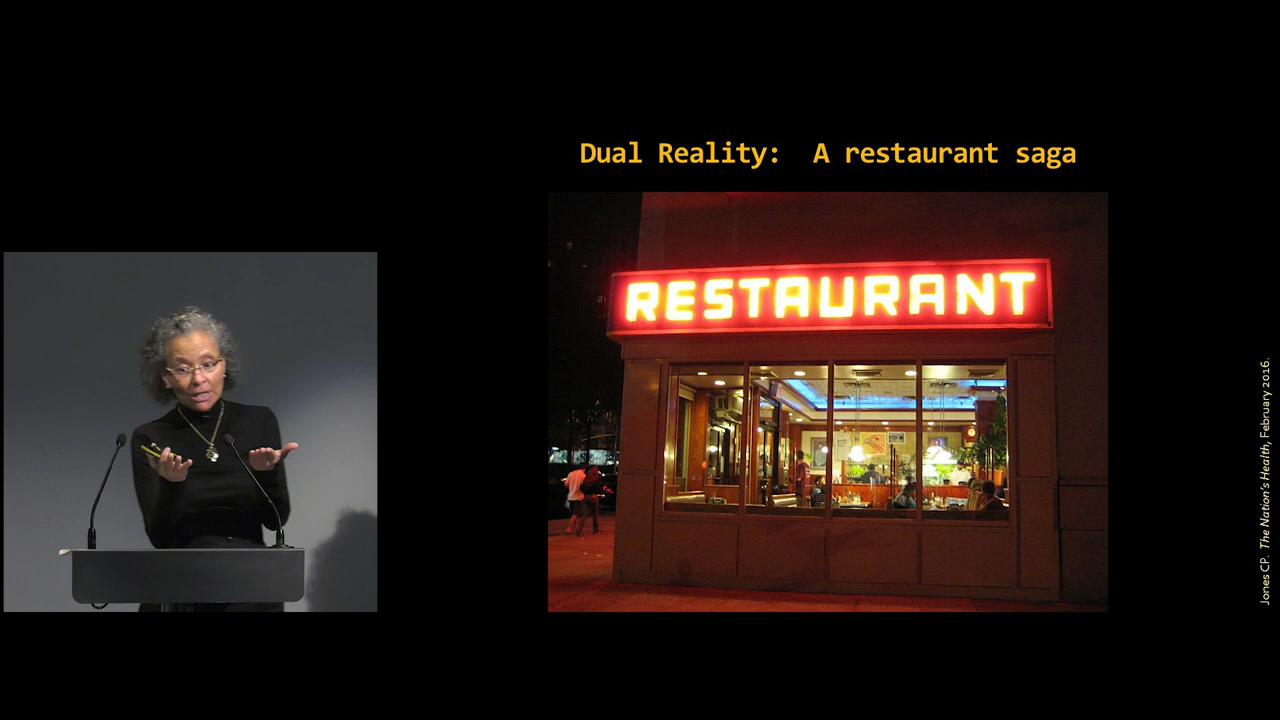 Dual Reality: A restaurant saga
RESTAURANT
Jones CP. The Nation's Health, February 2016.